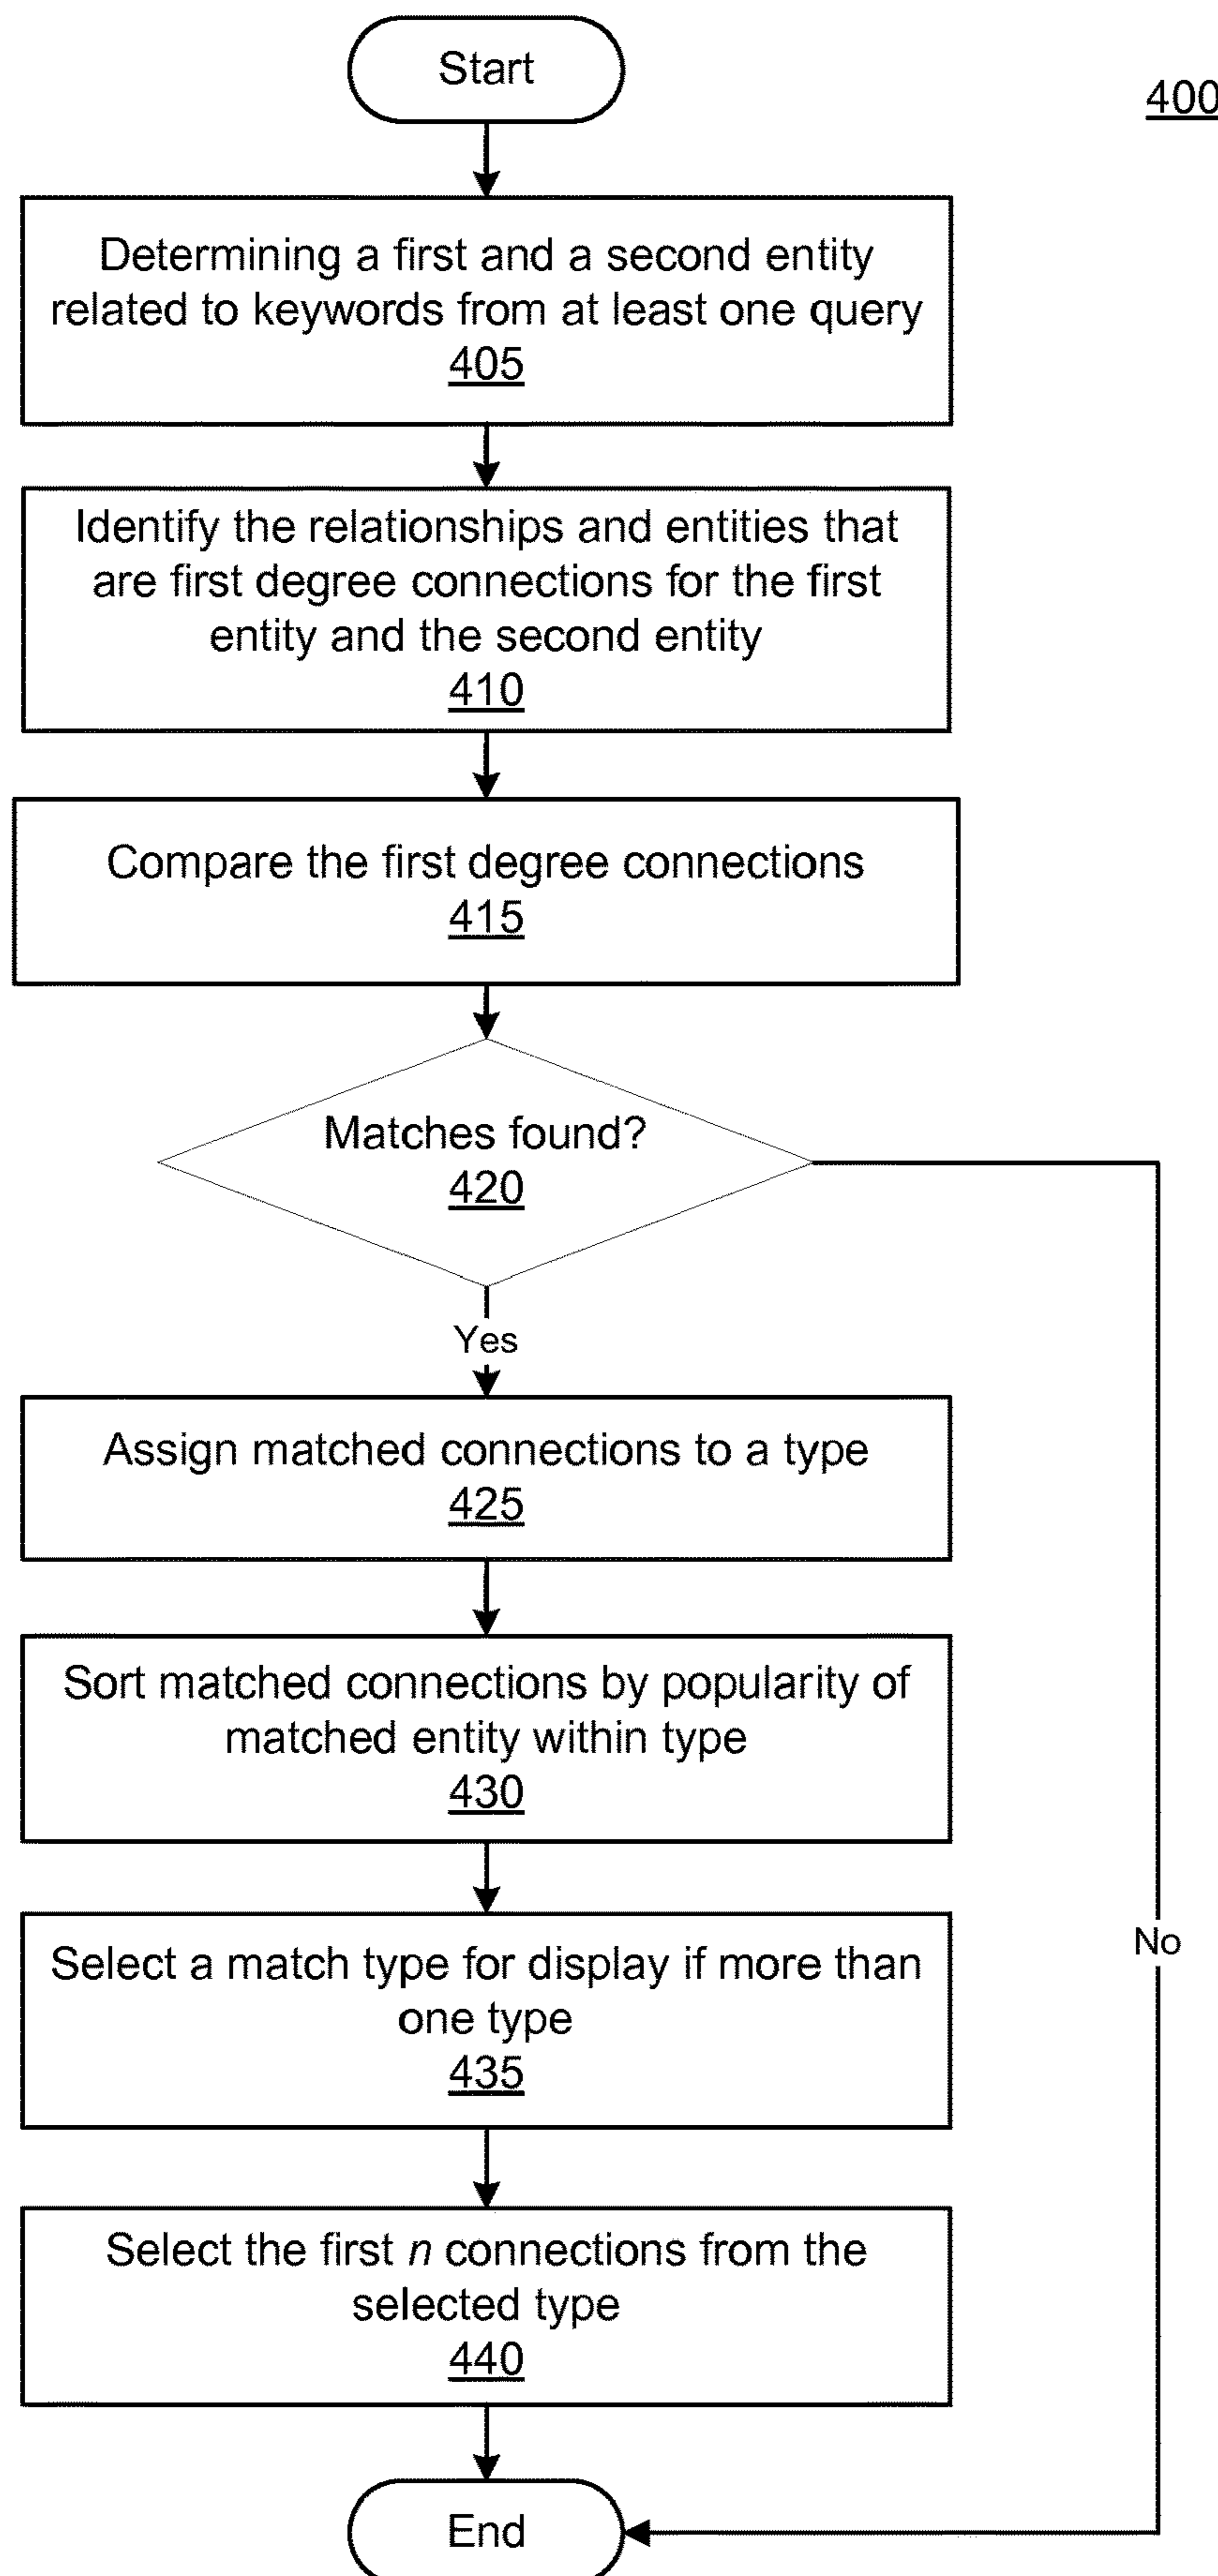 Start
400
Determining a first and a second entity
related to keywords from at least one query
405
Identify the relationships and entities that
are first degree connections for the first
entity and the second entity
410
Compare the first degree connections
415
Matches found?
420
Yes
Assign matched connections to a type
425
Sort matched connections by popularity of
matched entity within type
430
Select a match type for display if more than
one type
435
No
Select the first n connections from the
selected type
440
End